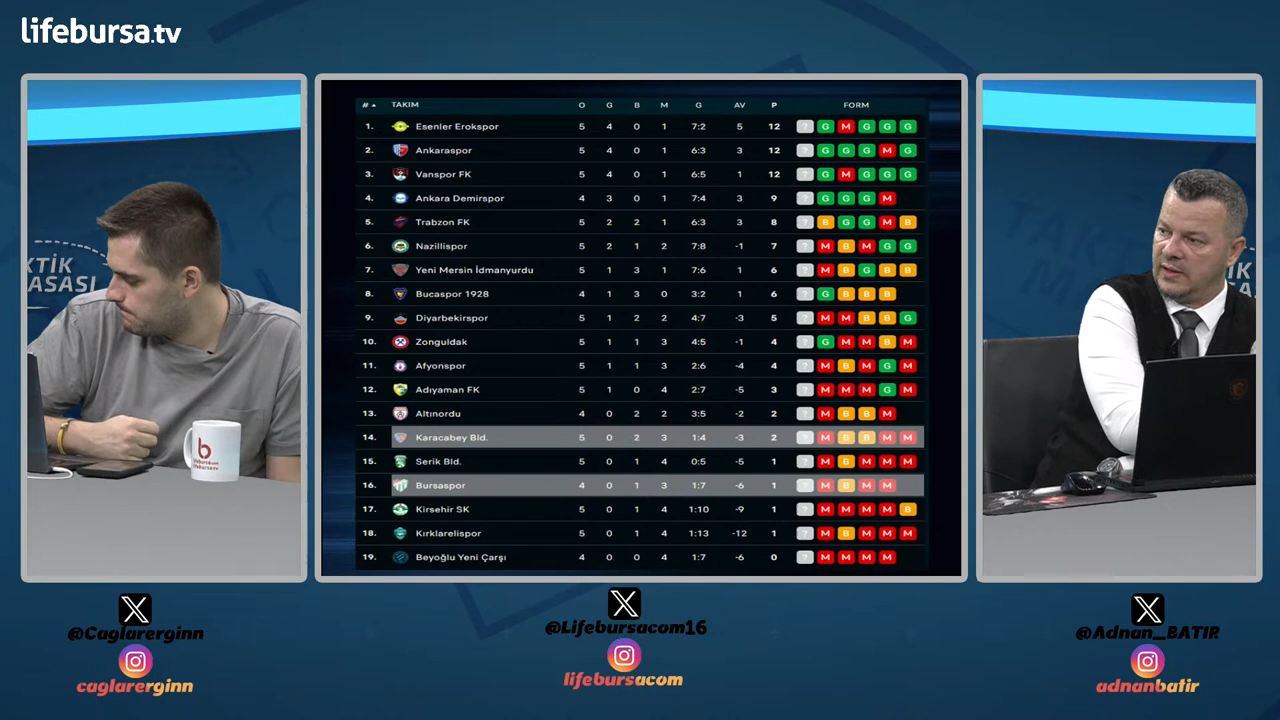 lifebursa.tv
# TAKIM O G B M G AV P FORM
1. Esenler Erokspor 5 4 0 1 7:2 5 12 ? G M G G G
2. Ankaraspor 5 4 0 1 6:3 3 12 ? G G G M G
3. Vanspor FK 5 4 0 1 6:5 1 12 ? G M G G G
4. Ankara Demirspor 4 3 0 1 7:4 3 9 ? G G G M
5. Trabzon FK 5 2 2 1 6:3 3 8 ? B G G M B
6. Nazillispor 5 2 1 2 7:8 -1 7 ? M B M G G
7. Yeni Mersin İdmanyurdu 5 1 3 1 7:6 1 6 ? M B G B B
8. Bucaspor 1928 4 1 3 0 3:2 1 6 ? G B B B
9. Diyarbekirspor 5 1 2 2 4:7 -3 5 ? M M B B G
10. Zonguldak 5 1 1 3 4:5 -1 4 ? G M M B M
11. Afyonspor 5 1 1 3 2:6 -4 4 ? M B M G M
12. Adıyaman FK 5 1 0 4 2:7 -5 3 ? M M M G M
13. Altınordu 4 0 2 2 3:5 -2 2 ? M B B M
14. Karacabey Bld. 5 0 2 3 1:4 -3 2 ? M B B M M
15. Serik Bld. 5 0 1 4 0:5 -5 1 ? M B M M M
16. Bursaspor 4 0 1 3 1:7 -6 1 ? M B M M
17. Kirsehir SK 5 0 1 4 1:10 -9 1 ? M M M M B
18. Kırklarelispor 5 0 1 4 1:13 -12 1 ? M B M M M
19. Beyoğlu Yeni Çarşı 4 0 0 4 1:7 -6 0 ? M M M M
KTİK
ASASI
b
lifebursa.tv
@Caglarerginn
caglarerginn
@Lifebursacom16
lifebursacom
@Adnan_BATIR
adnanbatir